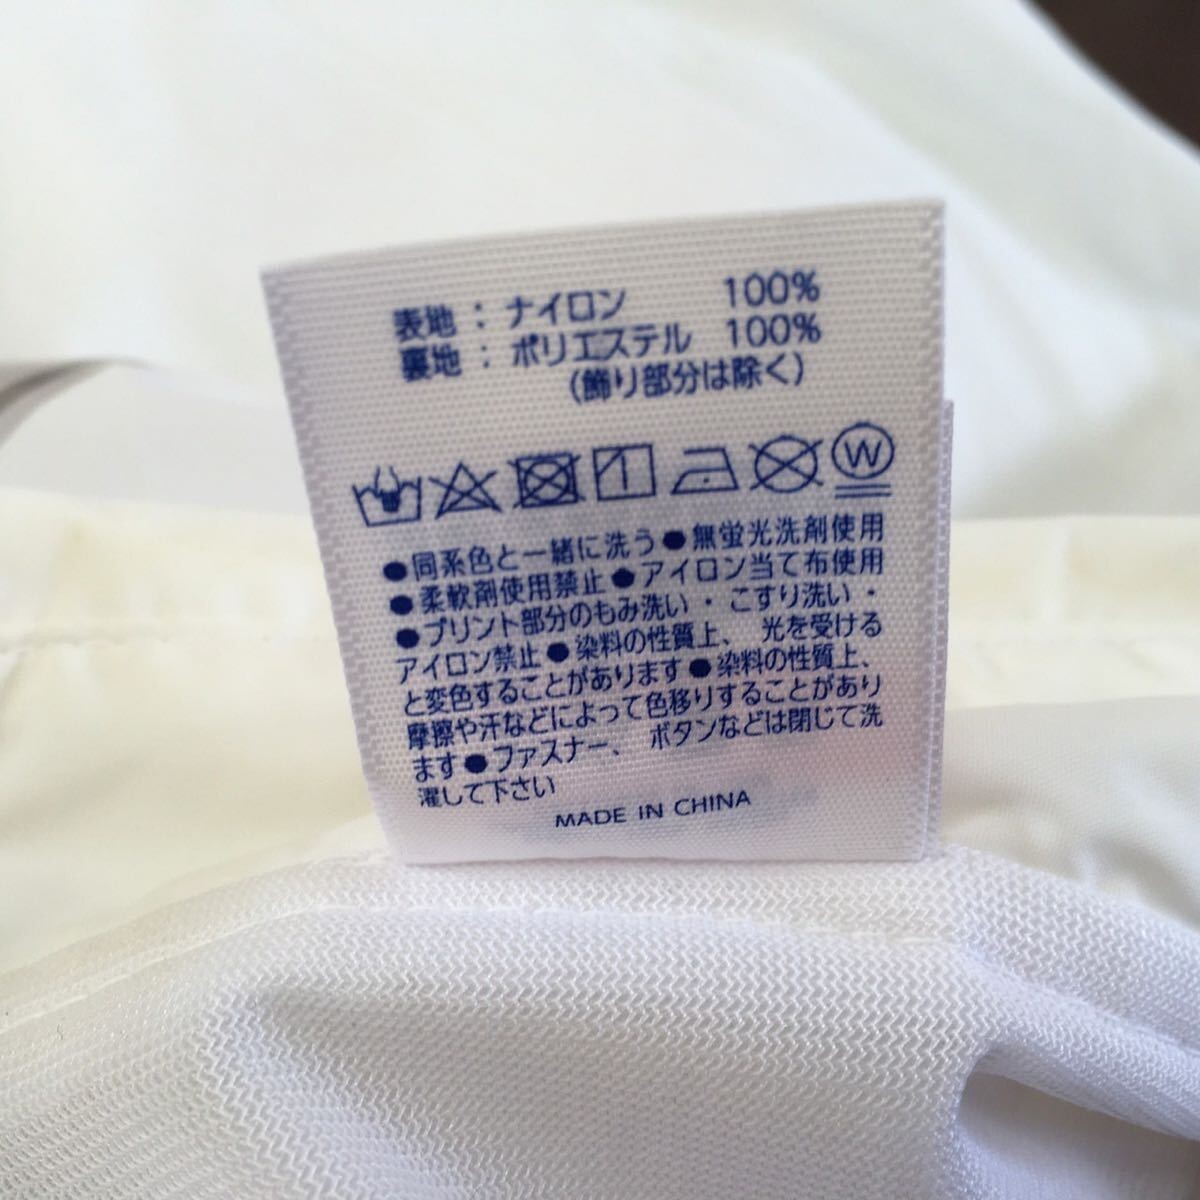 表地：ナイロン 100%
裏地：ポリエステル 100%
(飾り部分は除く)
W
●同系色と一緒に洗う●無蛍光洗剤使用
●柔軟剤使用禁止●アイロン当て布使用
●プリント部分のもみ洗い・こすり洗い・
アイロン禁止●染料の性質上、光を受ける
と変色することがあります●染料の性質上、
摩擦や汗などによって色移りすることがあり
ます●ファスナー、ボタンなどは閉じて洗
濯して下さい
MADE IN CHINA